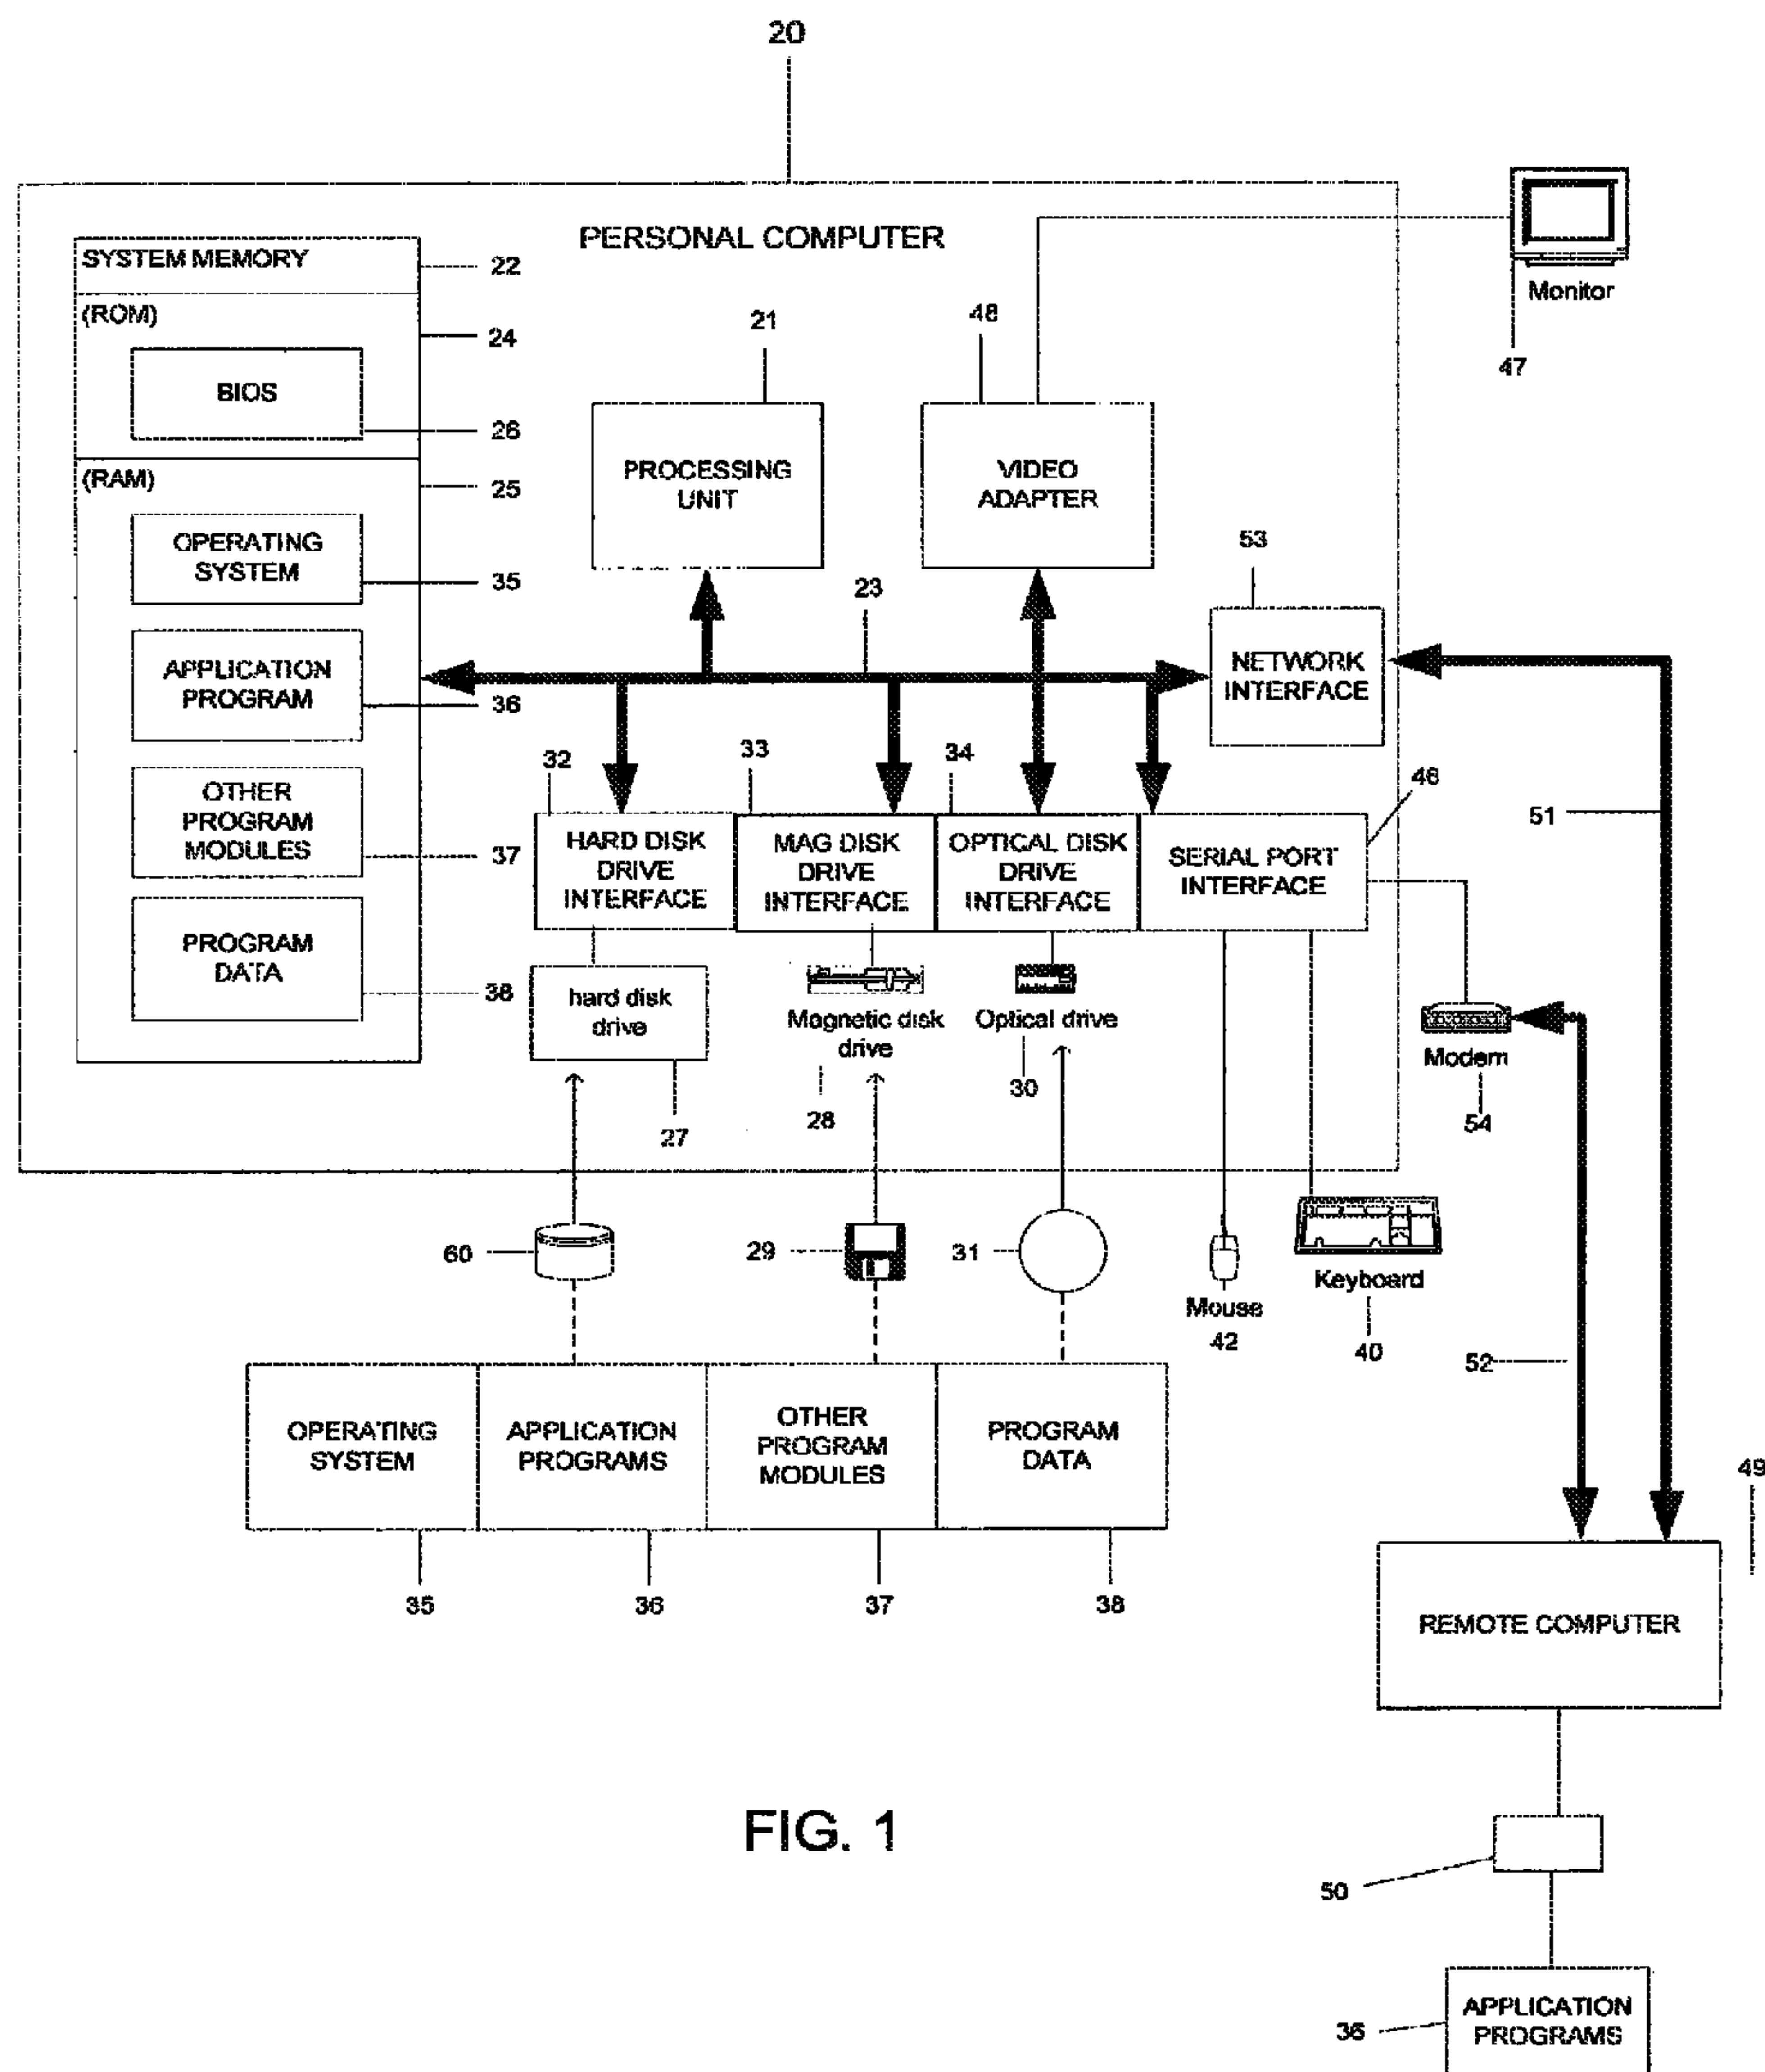 20
PERSONAL COMPUTER
SYSTEM MEMORY
22
(ROM)
24
BIOS
26
(RAM)
25
OPERATING
SYSTEM
35
APPLICATION
PROGRAM
36
OTHER
PROGRAM
MODULES
37
PROGRAM
DATA
38
21
PROCESSING
UNIT
48
VIDEO
ADAPTER
Monitor
47
23
53
NETWORK
INTERFACE
32
HARD DISK
DRIVE
INTERFACE
33
MAG DISK
DRIVE
INTERFACE
34
OPTICAL DISK
DRIVE
INTERFACE
46
SERIAL PORT
INTERFACE
51
hard disk
drive
27
Magnetic disk
drive
28
Optical drive
30
Modem
54
60
29
31
Mouse
42
Keyboard
40
52
OPERATING
SYSTEM
35
APPLICATION
PROGRAMS
36
OTHER
PROGRAM
MODULES
37
PROGRAM
DATA
38
49
REMOTE COMPUTER
FIG. 1
50
36
APPLICATION
PROGRAMS